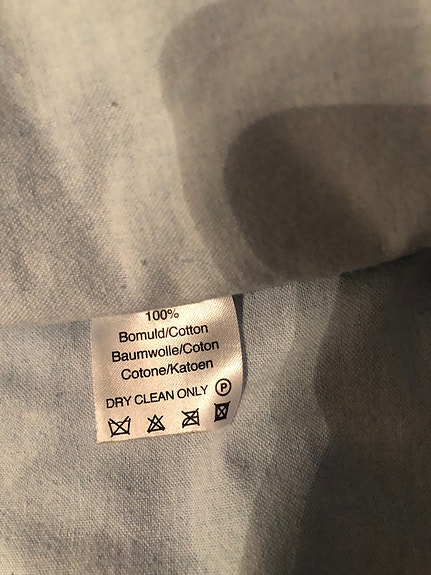 100%
Bomuld/Cotton
Baumwolle/Coton
Cotone/Katoen
DRY CLEAN ONLY Ⓟ